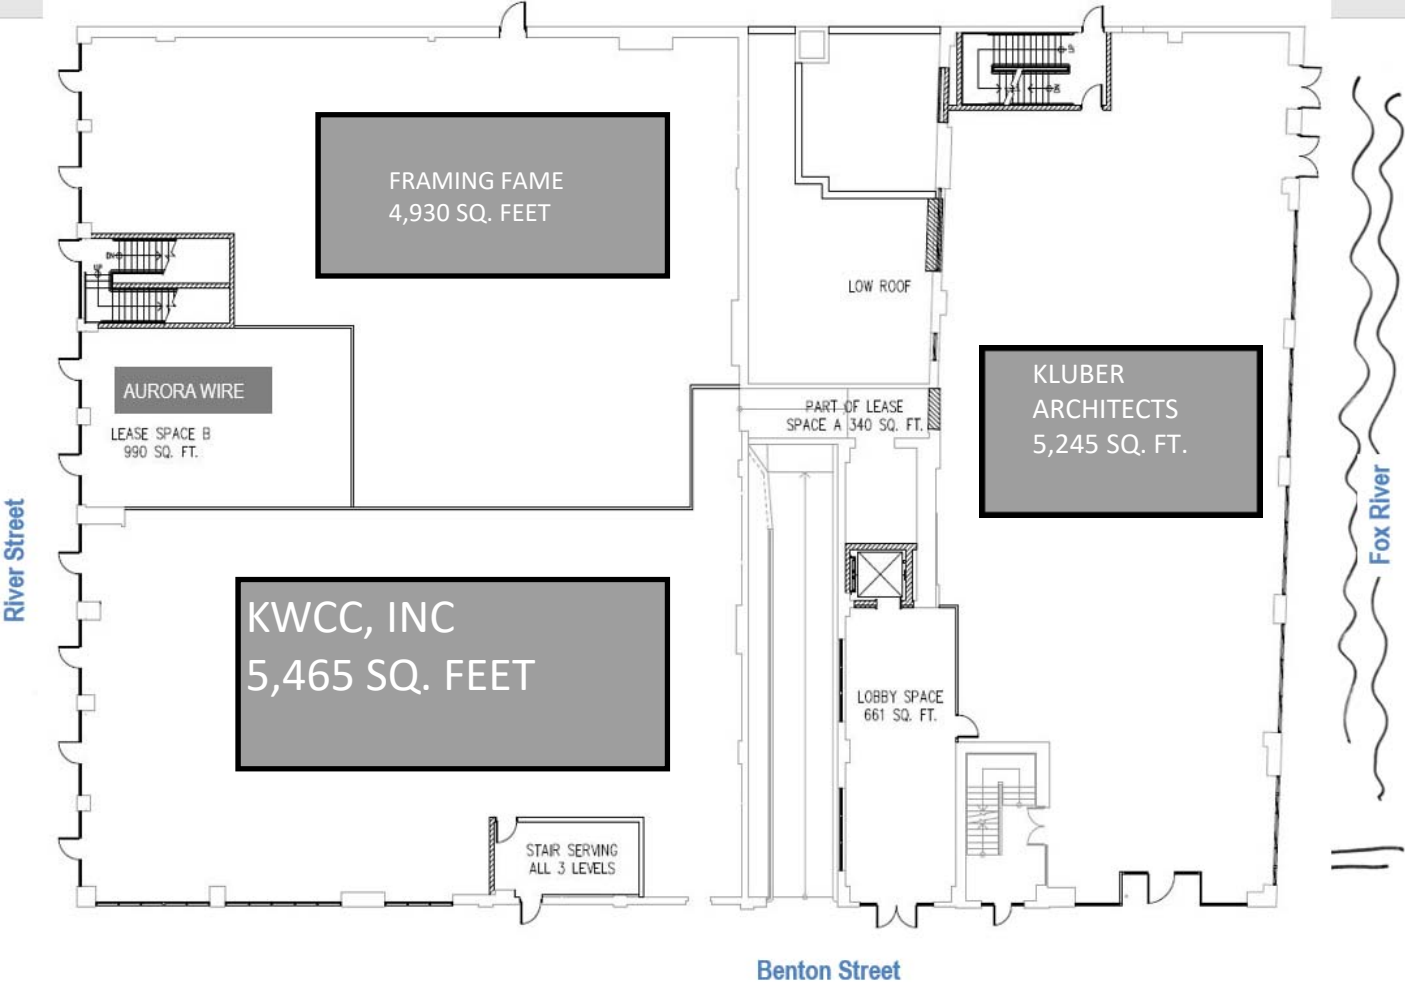 FRAMING FAME
4,930 SQ. FEET
LOW ROOF
KLUBER
ARCHITECTS
5,245 SQ. FT.
AURORA WIRE
LEASE SPACE B
990 SQ. FT.
PART OF LEASE
SPACE A 340 SQ. FT.
River Street
Fox River
KWCC, INC
5,465 SQ. FEET
LOBBY SPACE
661 SQ. FT.
STAIR SERVING
ALL 3 LEVELS
Benton Street